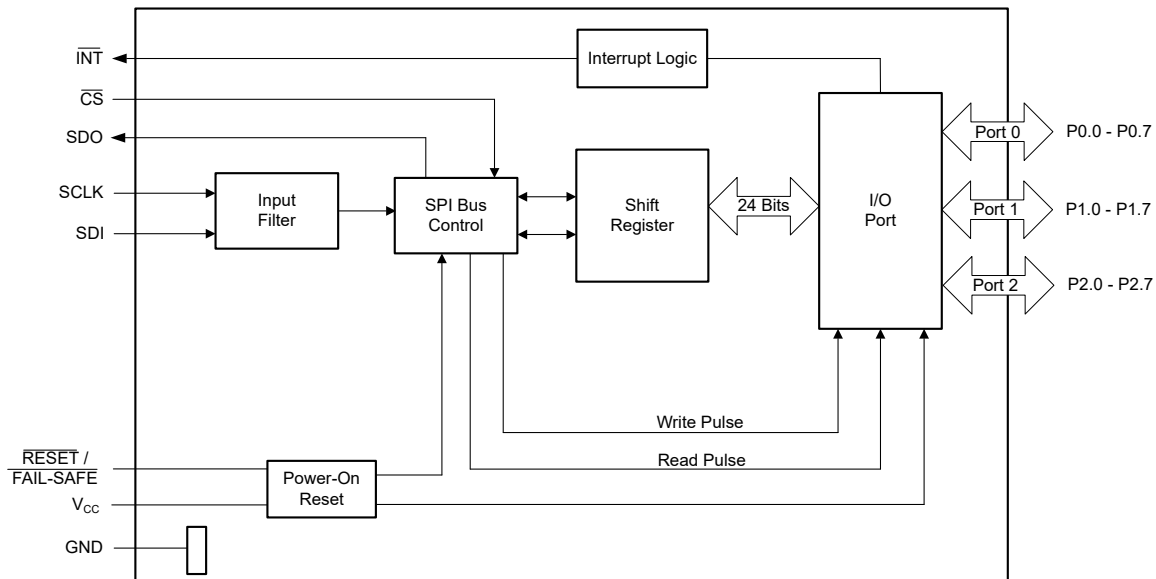 INT
Interrupt Logic
CS
SDO
Port 0
P0.0 - P0.7
SCLK
Input
Filter
SPI Bus
Control
Shift
Register
24 Bits
I/O
Port
Port 1
P1.0 - P1.7
SDI
Port 2
P2.0 - P2.7
Write Pulse
Read Pulse
RESET /
FAIL-SAFE
Power-On
Reset
VCC
GND